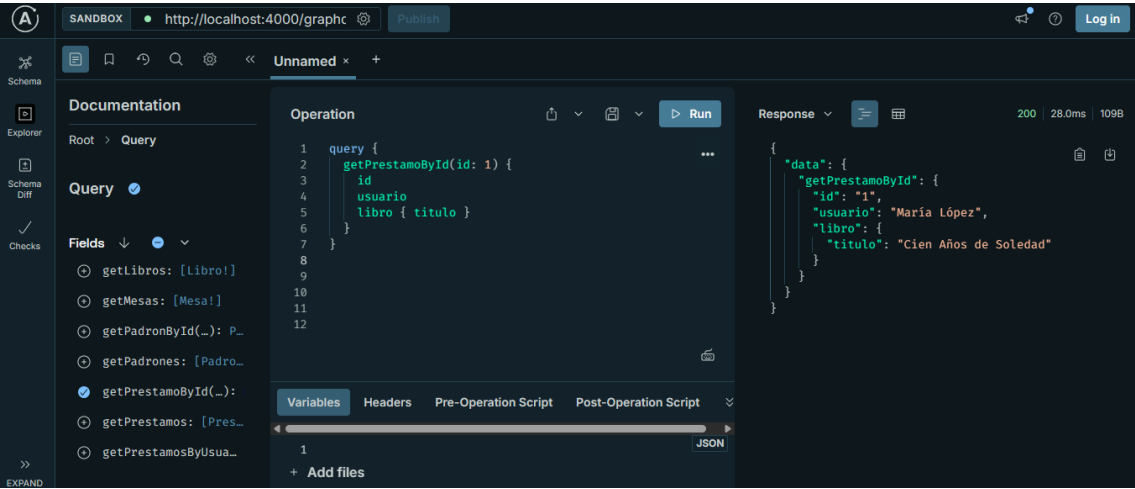 A
SANDBOX http://localhost:4000/graphc Publish Log in
Schema
Explorer
Schema
Diff
Checks
EXPAND
Unnamed × +
Documentation
Root > Query
Query
Fields
getLibros: [Libro!]
getMesas: [Mesa!]
getPadronById(…): P…
getPadrones: [Padro…
getPrestamoById(…):
getPrestamos: [Pres…
getPrestamosByUsua…
Operation Run
1 query {
2 getPrestamoById(id: 1) {
3 id
4 usuario
5 libro { titulo }
6 }
7 }
8
9
10
11
12
Variables Headers Pre-Operation Script Post-Operation Script
JSON
1
+ Add files
Response 200 28.0ms 109B
{
"data": {
"getPrestamoById": {
"id": "1",
"usuario": "María López",
"libro": {
"titulo": "Cien Años de Soledad"
}
}
}
}